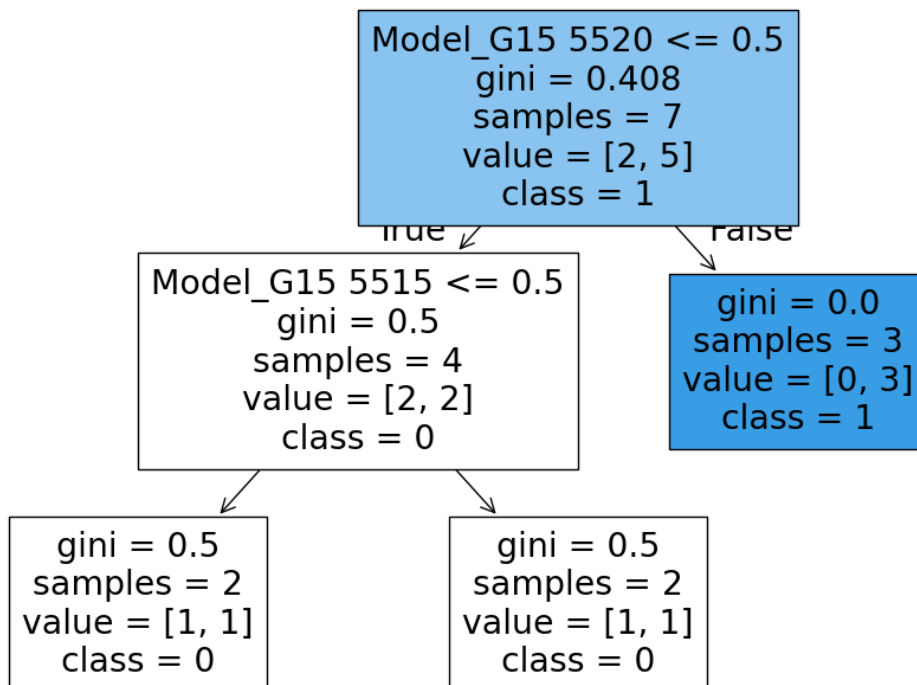 Model_G15 5520 <= 0.5
gini = 0.408
samples = 7
value = [2, 5]
class = 1
True
False
Model_G15 5515 <= 0.5
gini = 0.5
samples = 4
value = [2, 2]
class = 0
gini = 0.0
samples = 3
value = [0, 3]
class = 1
gini = 0.5
samples = 2
value = [1, 1]
class = 0
gini = 0.5
samples = 2
value = [1, 1]
class = 0